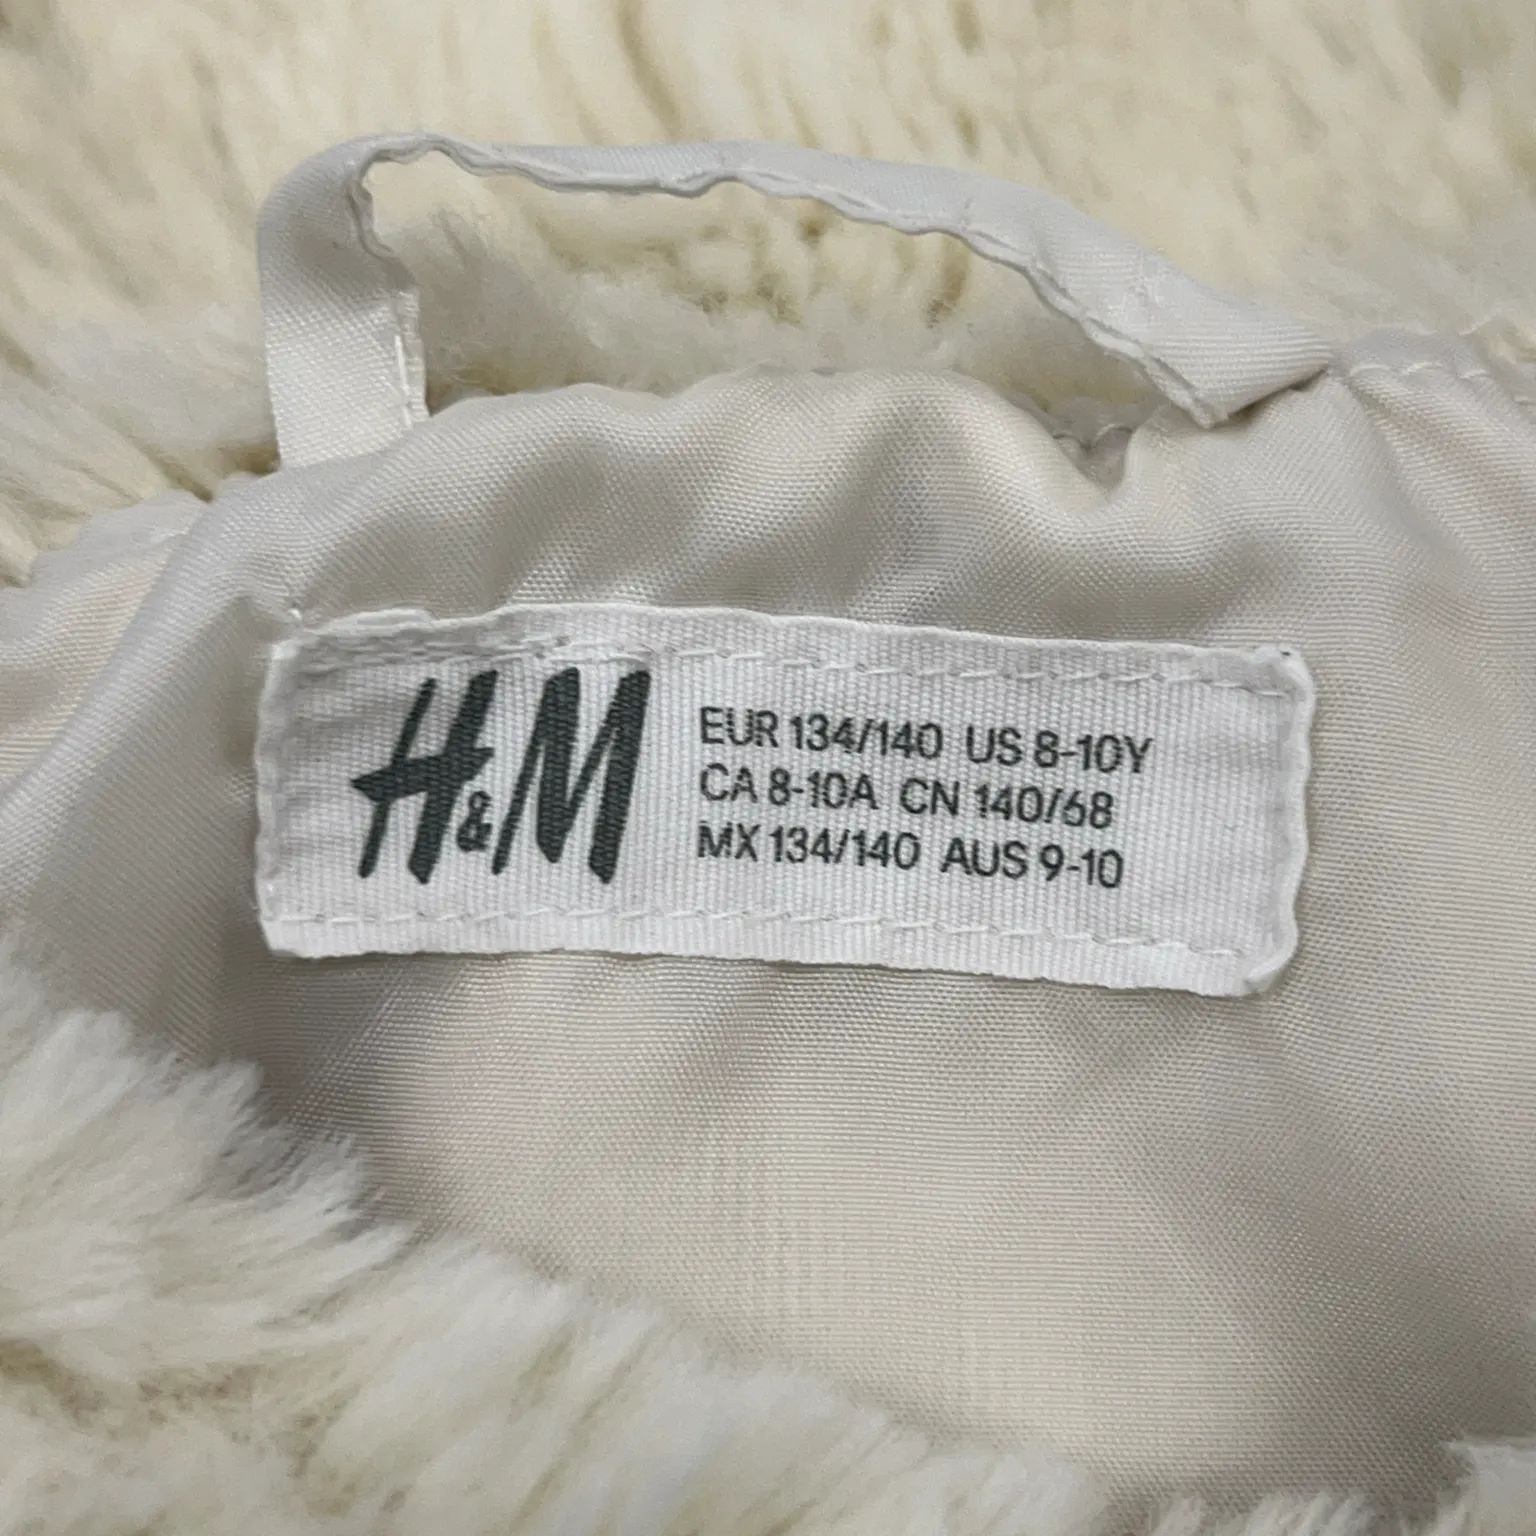 H&M
EUR 134/140 US 8-10Y
CA 8-10A CN 140/68
MX 134/140 AUS 9-10